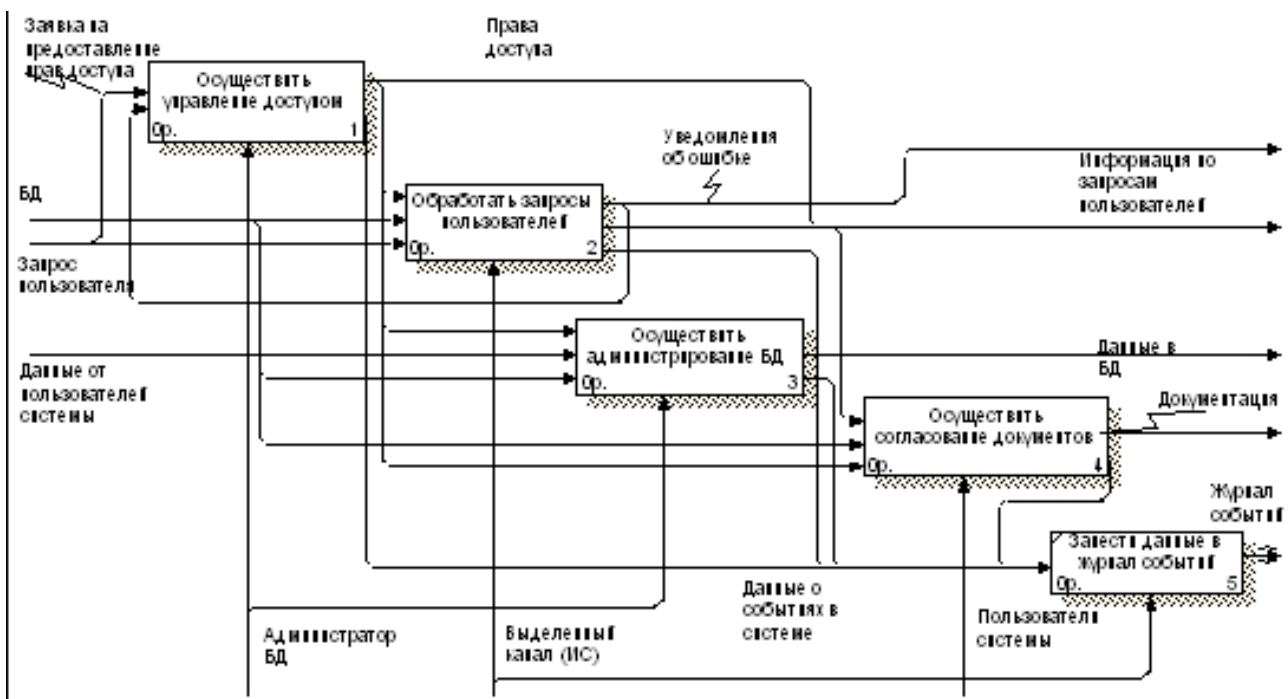 Заявка на
предоставление
прав доступа
Права
доступа
Осуществить
управление доступом
0р. 1
Уведомления
об ошибке
Информация по
запросам
пользователей
БД
Обработать запросы
пользователей
0р. 2
Запрос
пользователя
Осуществить
администрирование БД
0р. 3
Данные от
пользователей
системы
Данные в
БД
Документация
Осуществить
согласование документов
0р. 4
Журнал
событий
Занести данные в
журнал событий
0р. 5
Данные о
событиях в
системе
Администратор
БД
Выделенный
канал (ИС)
Пользователи
системы